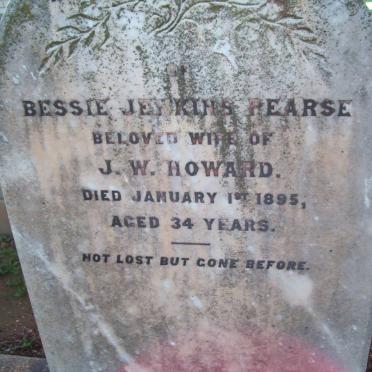 BESSIE JENKINS PEARSE
BELOVED WIFE OF
J. W. HOWARD.
DIED JANUARY 1ST 1895,
AGED 34 YEARS.
NOT LOST BUT GONE BEFORE.